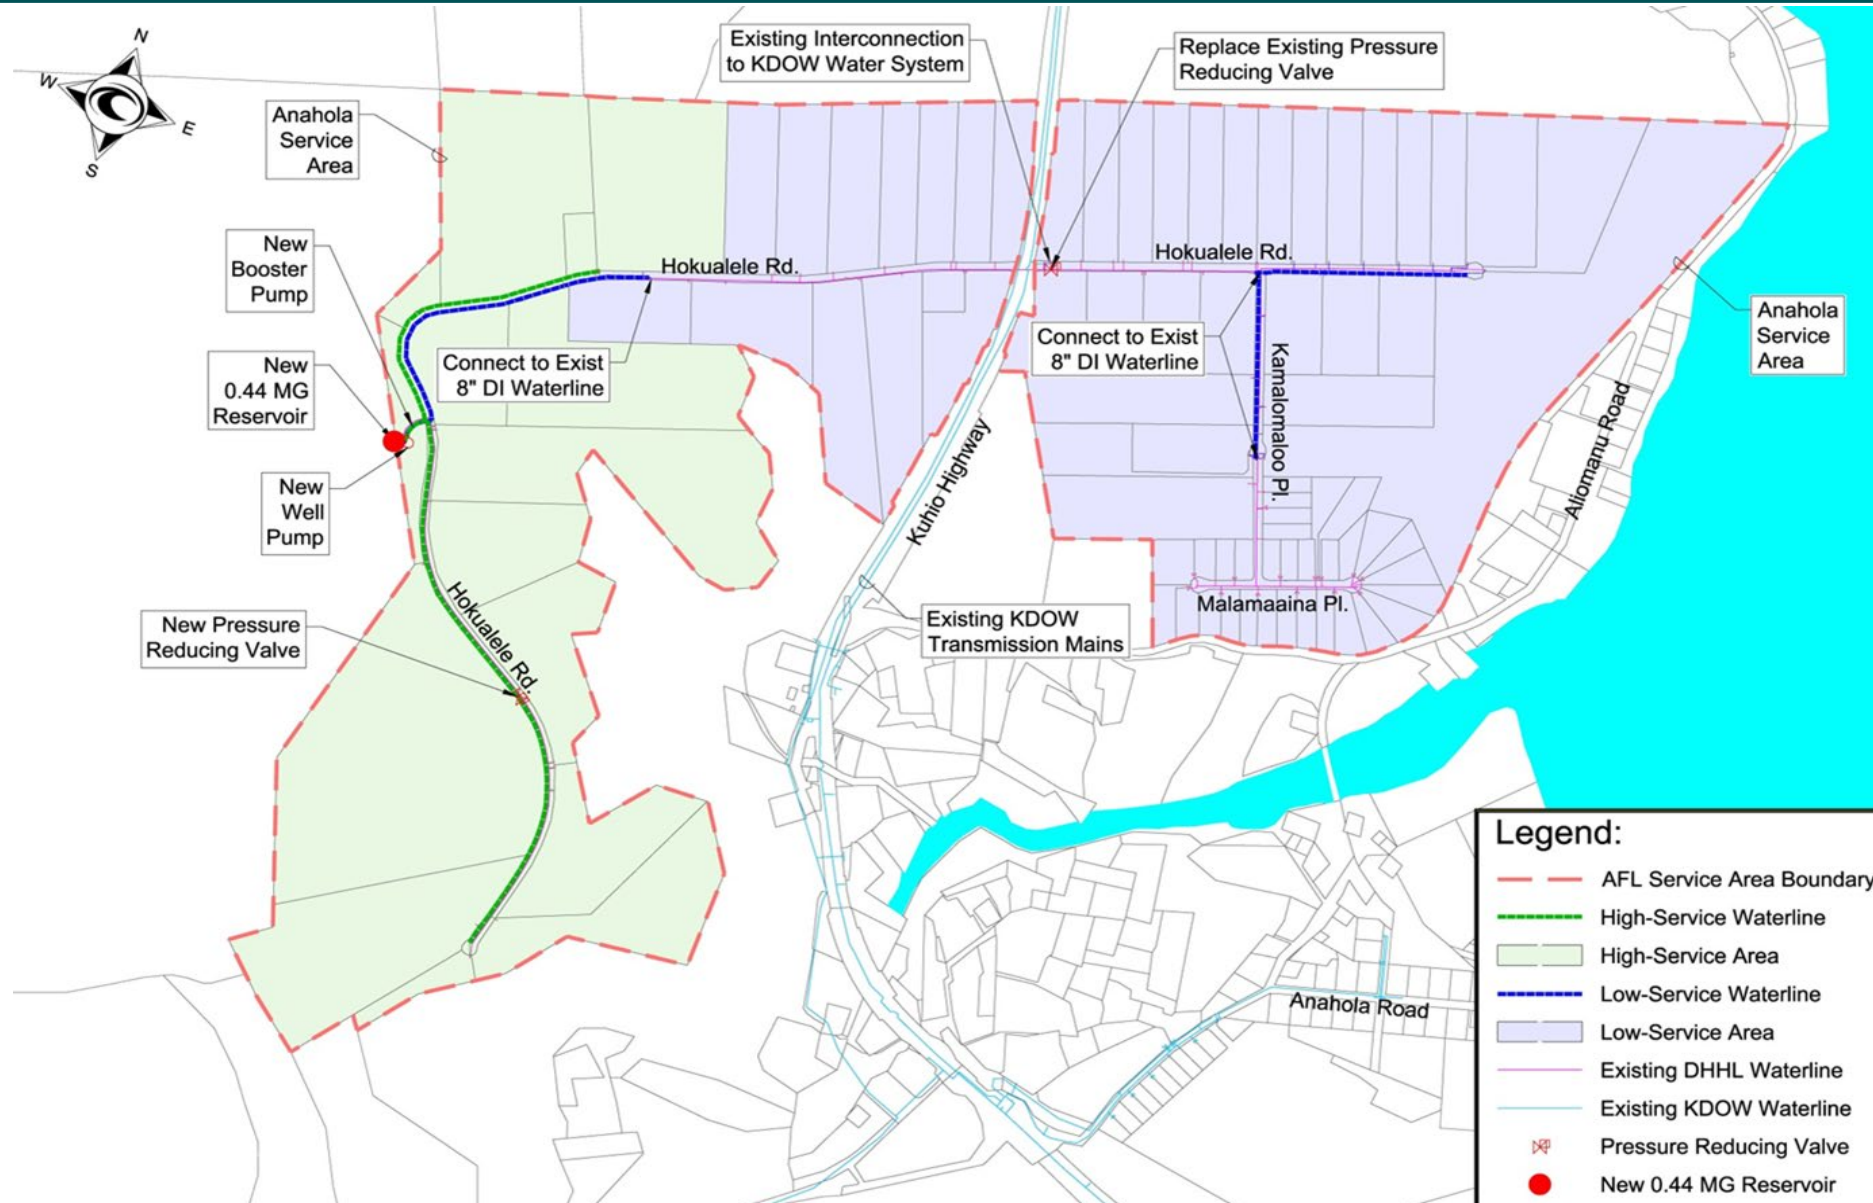 N
W
E
S
Existing Interconnection
to KDOW Water System
Replace Existing Pressure
Reducing Valve
Anahola
Service
Area
New
Booster
Pump
Hokualele Rd.
Hokualele Rd.
Connect to Exist
8" DI Waterline
Connect to Exist
8" DI Waterline
Anahola
Service
Area
New
0.44 MG
Reservoir
Kamalomaloo Pl.
Aliomanu Road
Kuhio Highway
New
Well
Pump
Hokualele Rd.
Malamaaina Pl.
New Pressure
Reducing Valve
Existing KDOW
Transmission Mains
Anahola Road
Legend:
AFL Service Area Boundary
High-Service Waterline
High-Service Area
Low-Service Waterline
Low-Service Area
Existing DHHL Waterline
Existing KDOW Waterline
Pressure Reducing Valve
New 0.44 MG Reservoir